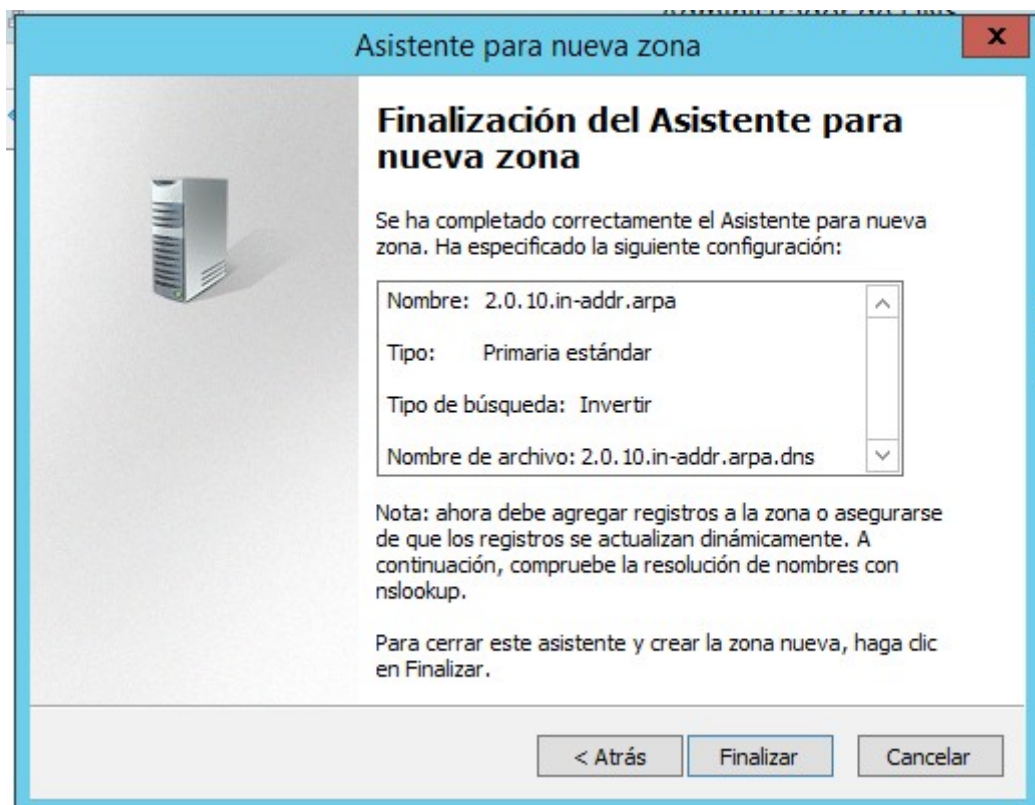 Administrador de DNS
Asistente para nueva zona
x
Finalización del Asistente para
nueva zona
Se ha completado correctamente el Asistente para nueva
zona. Ha especificado la siguiente configuración:
Nombre: 2.0.10.in-addr.arpa
Tipo: Primaria estándar
Tipo de búsqueda: Invertir
Nombre de archivo: 2.0.10.in-addr.arpa.dns
Nota: ahora debe agregar registros a la zona o asegurarse
de que los registros se actualizan dinámicamente. A
continuación, compruebe la resolución de nombres con
nslookup.
Para cerrar este asistente y crear la zona nueva, haga clic
en Finalizar.
< Atrás Finalizar Cancelar